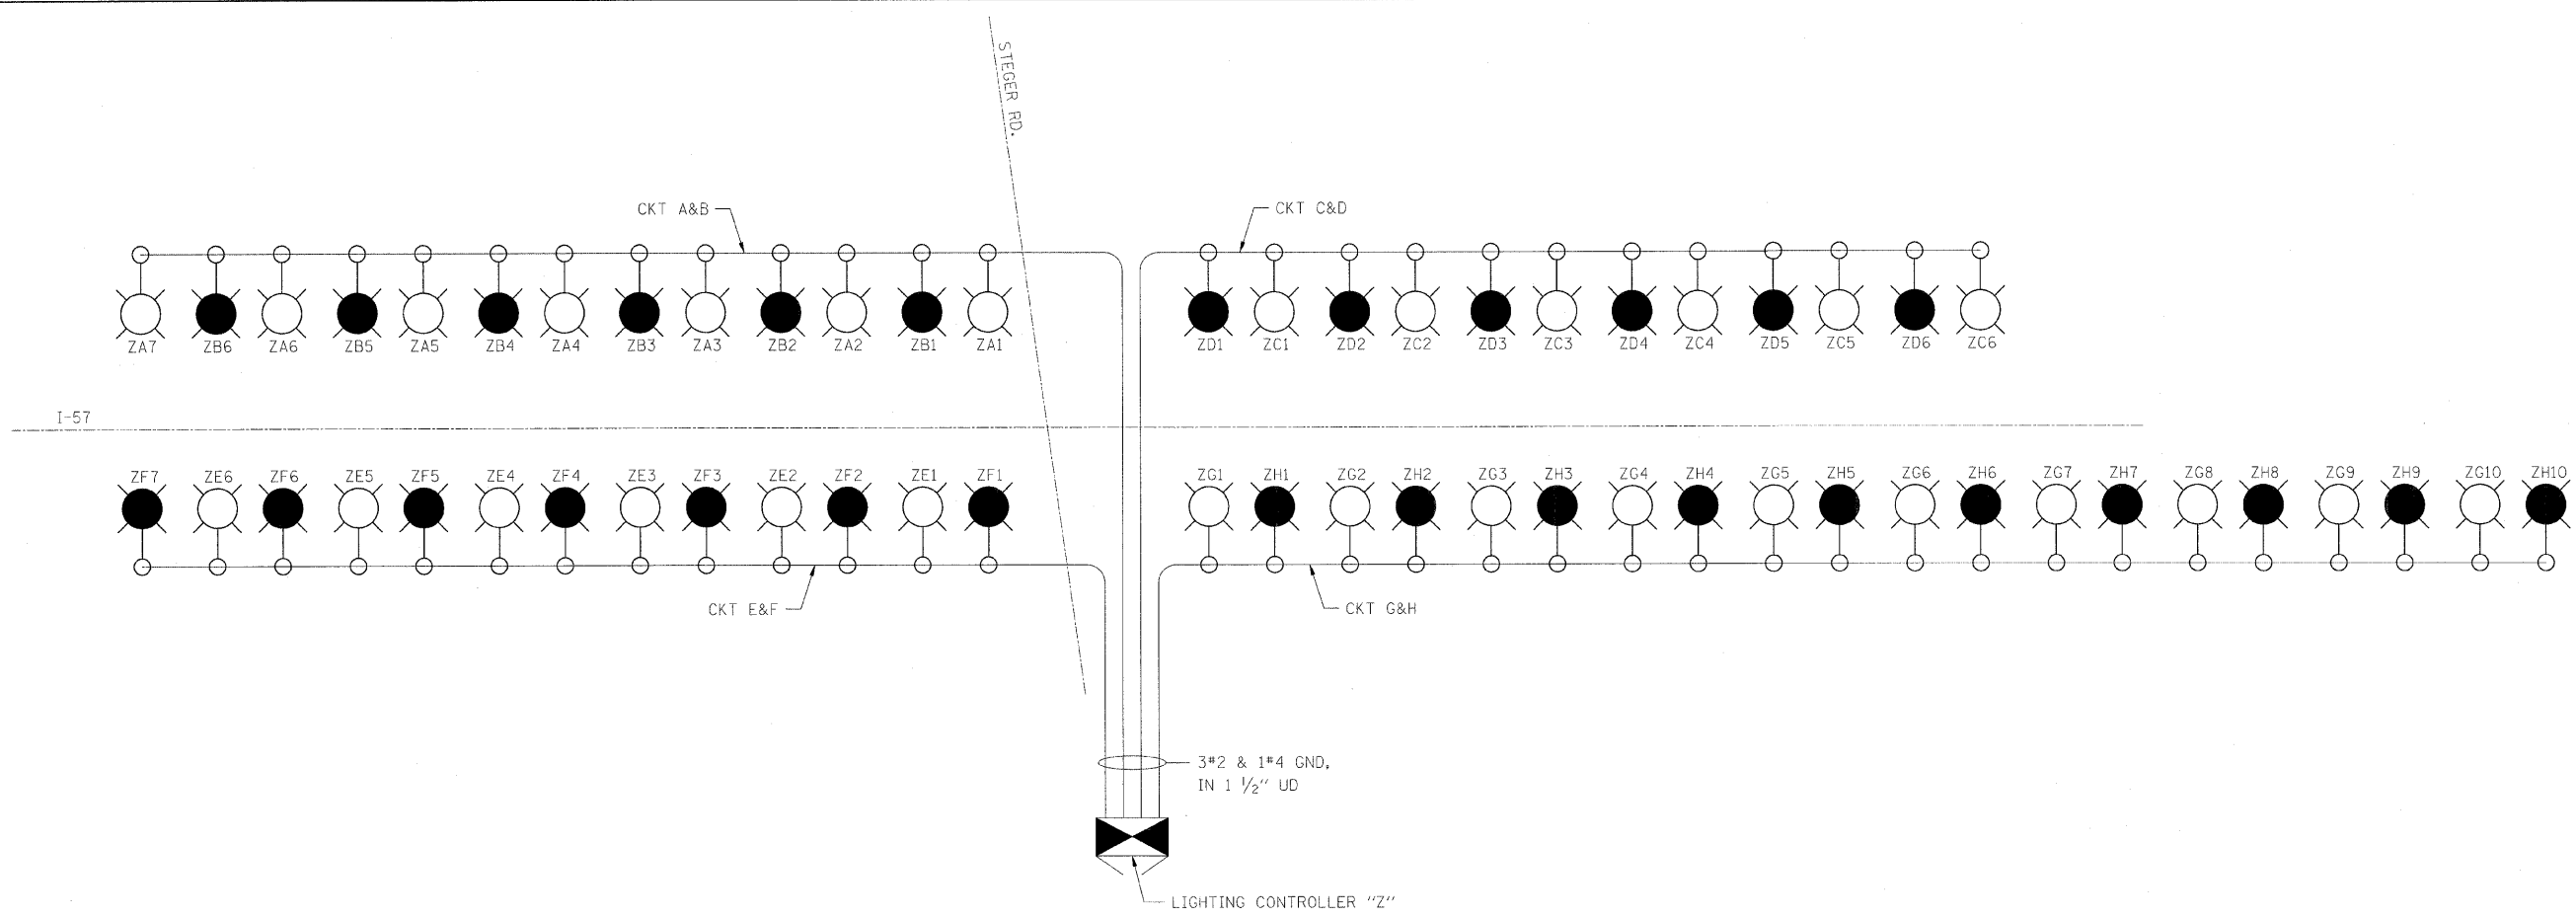 STEGER RD.
CKT A&B
CKT C&D
ZA7 ZB6 ZA6 ZB5 ZA5 ZB4 ZA4 ZB3 ZA3 ZB2 ZA2 ZB1 ZA1
ZD1 ZC1 ZD2 ZC2 ZD3 ZC3 ZD4 ZC4 ZD5 ZC5 ZD6 ZC6
I-57
ZF7 ZE6 ZF6 ZE5 ZF5 ZE4 ZF4 ZE3 ZF3 ZE2 ZF2 ZE1 ZF1
ZG1 ZH1 ZG2 ZH2 ZG3 ZH3 ZG4 ZH4 ZG5 ZH5 ZG6 ZH6 ZG7 ZH7 ZG8 ZH8 ZG9 ZH9 ZG10 ZH10
CKT E&F
CKT G&H
3#2 & 1#4 GND,
IN 1 1/2" UD
LIGHTING CONTROLLER "Z"